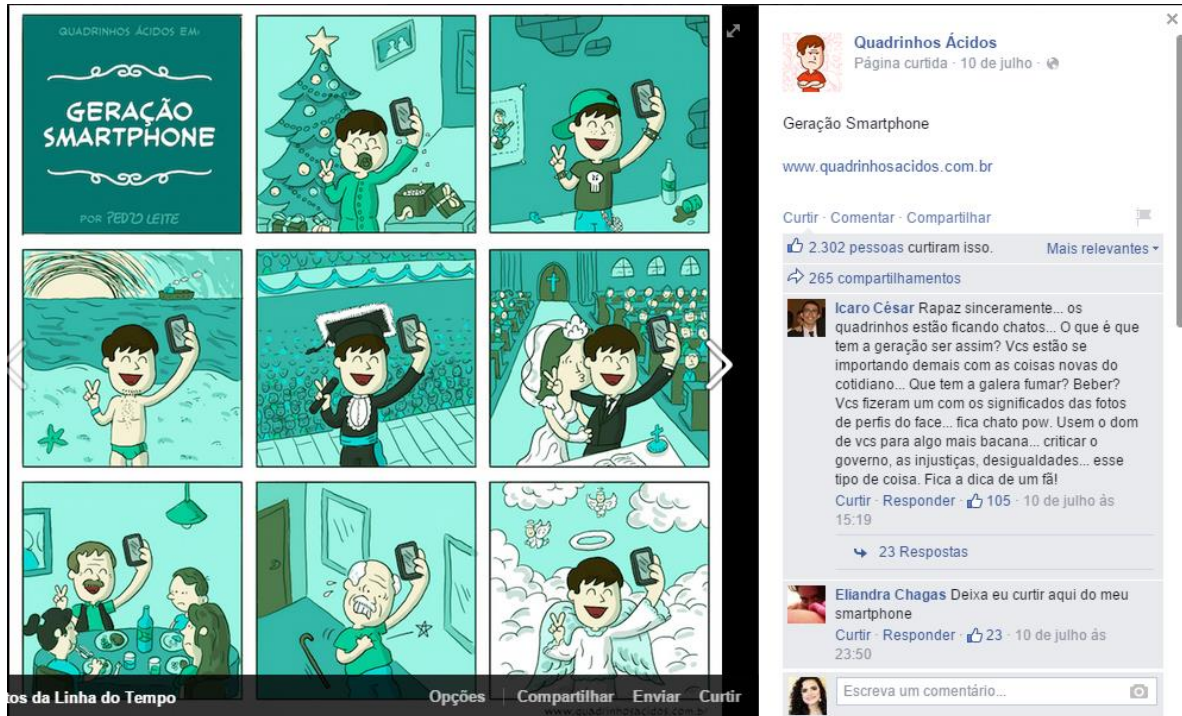 QUADRINHOS ÁCIDOS EM:
GERAÇÃO
SMARTPHONE
POR PEDRO LEITE
tos da Linha do Tempo
Opções
Compartilhar Enviar Curtir
www.quadrinhosacidos.com.br
Quadrinhos Ácidos
Página curtida · 10 de julho ·
Geração Smartphone
www.quadrinhosacidos.com.br
Curtir · Comentar · Compartilhar
2.302 pessoas curtiram isso.
Mais relevantes
265 compartilhamentos
Icaro César Rapaz sinceramente... os
quadrinhos estão ficando chatos... O que é que
tem a geração ser assim? Vcs estão se
importando demais com as coisas novas do
cotidiano... Que tem a galera fumar? Beber?
Vcs fizeram um com os significados das fotos
de perfis do face... fica chato pow. Usem o dom
de vcs para algo mais bacana... criticar o
governo, as injustiças, desigualdades... esse
tipo de coisa. Fica a dica de um fã!
Curtir · Responder · 105 · 10 de julho às
15:19
23 Respostas
Eliandra Chagas Deixa eu curtir aqui do meu
smartphone
Curtir · Responder · 23 · 10 de julho às
23:50
Escreva um comentário...